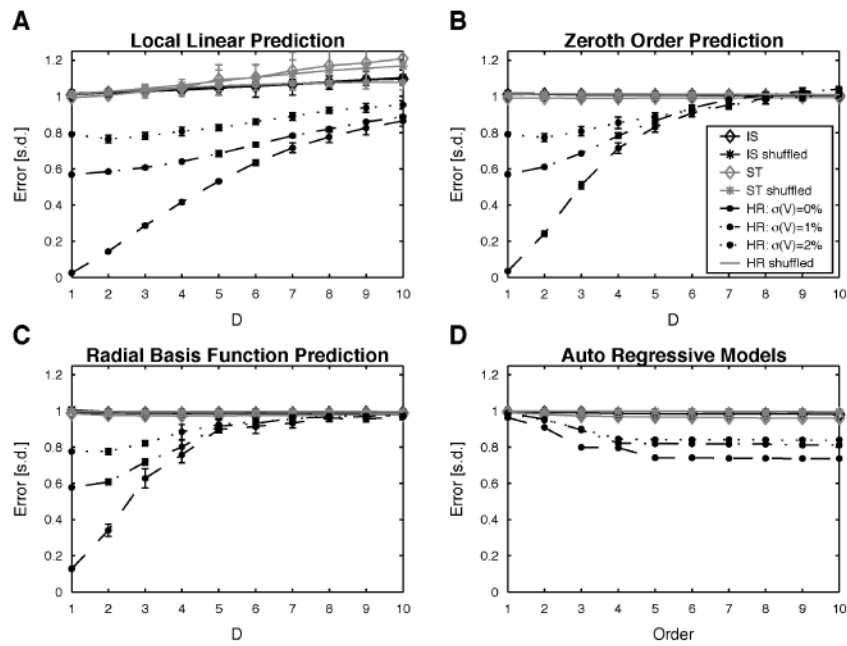 A
Local Linear Prediction
1.2
1
0.8
0.6
0.4
0.2
0
Error [s.d.]
1 2 3 4 5 6 7 8 9 10
D
B
Zeroth Order Prediction
1.2
1
0.8
0.6
0.4
0.2
0
Error [s.d.]
IS
IS shuffled
ST
ST shuffled
HR: σ(V)=0%
HR: σ(V)=1%
HR: σ(V)=2%
HR shuffled
1 2 3 4 5 6 7 8 9 10
D
C
Radial Basis Function Prediction
1.2
1
0.8
0.6
0.4
0.2
0
Error [s.d.]
1 2 3 4 5 6 7 8 9 10
D
D
Auto Regressive Models
1.2
1
0.8
0.6
0.4
0.2
0
Error [s.d.]
1 2 3 4 5 6 7 8 9 10
Order